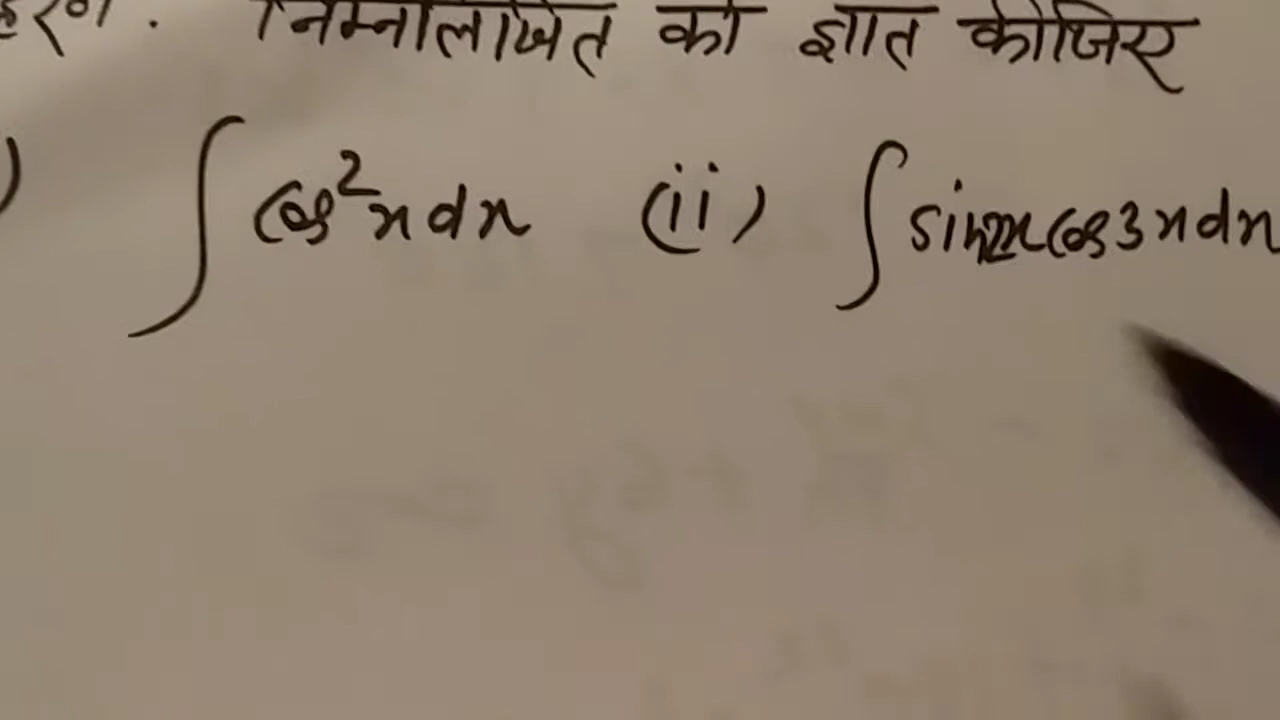 निम्नलिखित को ज्ञात कीजिए
) ∫ cos²x dx (ii) ∫ sin2x cos3x dx